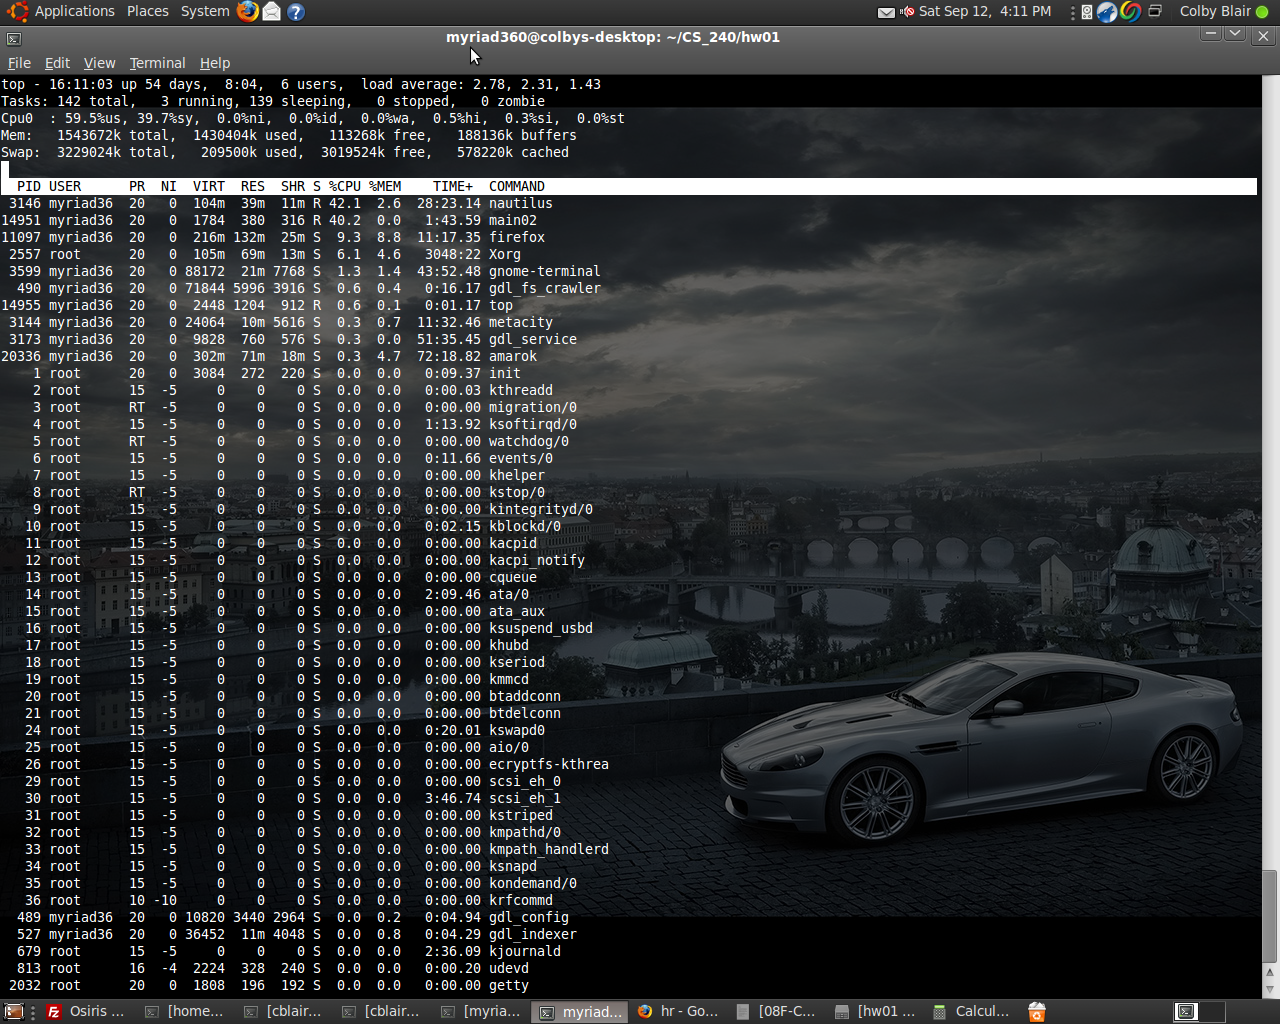 Applications Places System Sat Sep 12, 4:11 PM Colby Blair
myriad360@colbys-desktop: ~/CS_240/hw01
File Edit View Terminal Help
top - 16:11:03 up 54 days,  8:04,  6 users,  load average: 2.78, 2.31, 1.43
Tasks: 142 total,   3 running, 139 sleeping,   0 stopped,   0 zombie
Cpu0  : 59.5%us, 39.7%sy,  0.0%ni,  0.0%id,  0.0%wa,  0.5%hi,  0.3%si,  0.0%st
Mem:   1543672k total,  1430404k used,   113268k free,   188136k buffers
Swap:  3229024k total,   209500k used,  3019524k free,   578220k cached
PID USER      PR  NI  VIRT  RES  SHR S %CPU %MEM    TIME+  COMMAND
3146 myriad36  20   0  104m  39m  11m R 42.1  2.6  28:23.14 nautilus
14951 myriad36  20   0  1784  380  316 R 40.2  0.0   1:43.59 main02
11097 myriad36  20   0  216m 132m  25m S  9.3  8.8  11:17.35 firefox
2557 root      20   0  105m  69m  13m S  6.1  4.6   3048:22 Xorg
3599 myriad36  20   0 88172  21m 7768 S  1.3  1.4  43:52.48 gnome-terminal
490 myriad36  20   0 71844 5996 3916 S  0.6  0.4   0:16.17 gdl_fs_crawler
14955 myriad36  20   0  2448 1204  912 R  0.6  0.1   0:01.17 top
3144 myriad36  20   0 24064  10m 5616 S  0.3  0.7  11:32.46 metacity
3173 myriad36  20   0  9828  760  576 S  0.3  0.0  51:35.45 gdl_service
20336 myriad36  20   0  302m  71m  18m S  0.3  4.7  72:18.82 amarok
1 root      20   0  3084  272  220 S  0.0  0.0   0:09.37 init
2 root      15  -5     0    0    0 S  0.0  0.0   0:00.03 kthreadd
3 root      RT  -5     0    0    0 S  0.0  0.0   0:00.00 migration/0
4 root      15  -5     0    0    0 S  0.0  0.0   1:13.92 ksoftirqd/0
5 root      RT  -5     0    0    0 S  0.0  0.0   0:00.00 watchdog/0
6 root      15  -5     0    0    0 S  0.0  0.0   0:11.66 events/0
7 root      15  -5     0    0    0 S  0.0  0.0   0:00.00 khelper
8 root      RT  -5     0    0    0 S  0.0  0.0   0:00.00 kstop/0
9 root      15  -5     0    0    0 S  0.0  0.0   0:00.00 kintegrityd/0
10 root      15  -5     0    0    0 S  0.0  0.0   0:02.15 kblockd/0
11 root      15  -5     0    0    0 S  0.0  0.0   0:00.00 kacpid
12 root      15  -5     0    0    0 S  0.0  0.0   0:00.00 kacpi_notify
13 root      15  -5     0    0    0 S  0.0  0.0   0:00.00 cqueue
14 root      15  -5     0    0    0 S  0.0  0.0   2:09.46 ata/0
15 root      15  -5     0    0    0 S  0.0  0.0   0:00.00 ata_aux
16 root      15  -5     0    0    0 S  0.0  0.0   0:00.00 ksuspend_usbd
17 root      15  -5     0    0    0 S  0.0  0.0   0:00.00 khubd
18 root      15  -5     0    0    0 S  0.0  0.0   0:00.00 kseriod
19 root      15  -5     0    0    0 S  0.0  0.0   0:00.00 kmmcd
20 root      15  -5     0    0    0 S  0.0  0.0   0:00.00 btaddconn
21 root      15  -5     0    0    0 S  0.0  0.0   0:00.00 btdelconn
24 root      15  -5     0    0    0 S  0.0  0.0   0:20.01 kswapd0
25 root      15  -5     0    0    0 S  0.0  0.0   0:00.00 aio/0
26 root      15  -5     0    0    0 S  0.0  0.0   0:00.00 ecryptfs-kthrea
29 root      15  -5     0    0    0 S  0.0  0.0   0:00.00 scsi_eh_0
30 root      15  -5     0    0    0 S  0.0  0.0   3:46.74 scsi_eh_1
31 root      15  -5     0    0    0 S  0.0  0.0   0:00.00 kstriped
32 root      15  -5     0    0    0 S  0.0  0.0   0:00.00 kmpathd/0
33 root      15  -5     0    0    0 S  0.0  0.0   0:00.00 kmpath_handlerd
34 root      15  -5     0    0    0 S  0.0  0.0   0:00.00 ksnapd
35 root      15  -5     0    0    0 S  0.0  0.0   0:00.00 kondemand/0
36 root      10 -10     0    0    0 S  0.0  0.0   0:00.00 krfcommd
489 myriad36  20   0 10820 3440 2964 S  0.0  0.2   0:04.94 gdl_config
527 myriad36  20   0 36452  11m 4048 S  0.0  0.8   0:04.29 gdl_indexer
679 root      15  -5     0    0    0 S  0.0  0.0   2:36.09 kjournald
813 root      16  -4  2224  328  240 S  0.0  0.0   0:00.20 udevd
2032 root      20   0  1808  196  192 S  0.0  0.0   0:00.00 getty
Osiris ... [home... [cblair... [cblair... [myria... myriad... hr - Go... [08F-C... [hw01 ... Calcul...